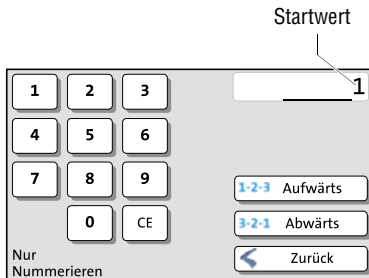 Startwert
1
1 2 3
4 5 6
7 8 9
0 CE
1-2-3 Aufwärts
3-2-1 Abwärts
Zurück
Nur
Nummerieren